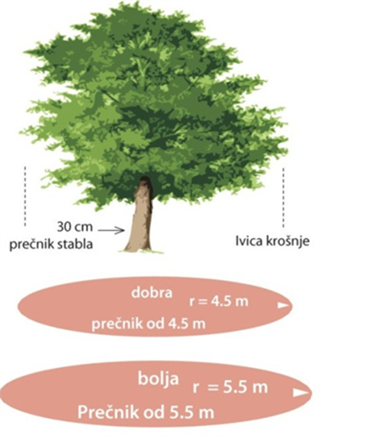 30 cm
prečnik stabla
Ivica krošnje
dobra r = 4.5 m
prečnik od 4.5 m
bolja r = 5.5 m
Prečnik od 5.5 m